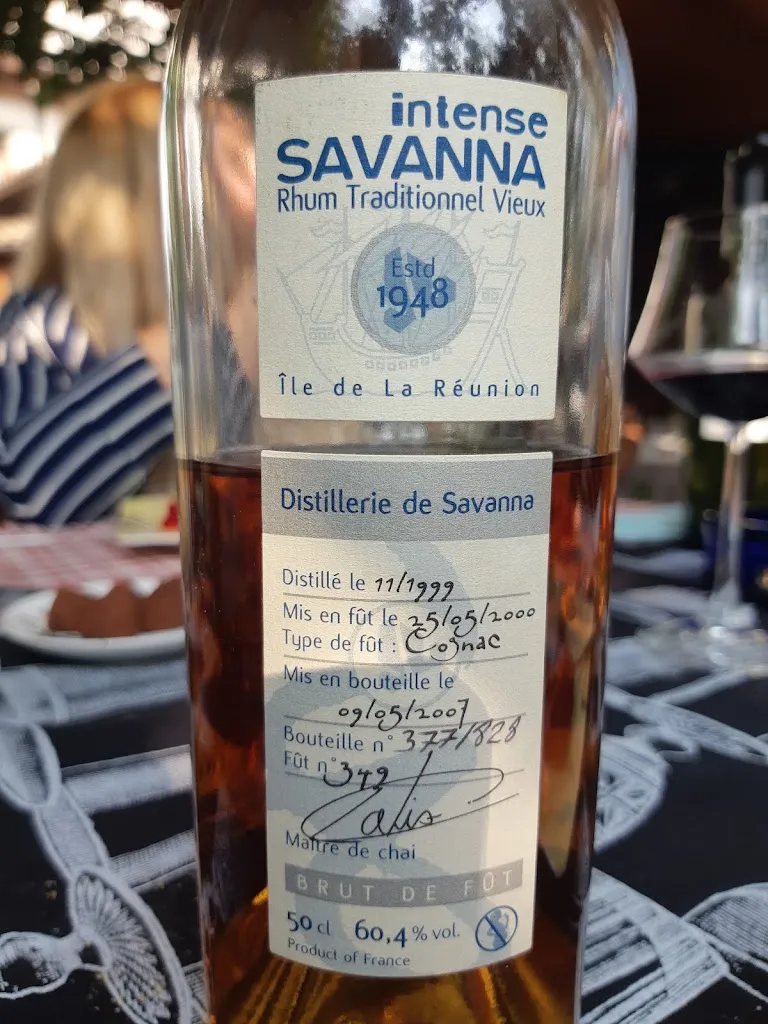 intense
SAVANNA
Rhum Traditionnel Vieux
Estd
1948
Île de La Réunion
Distillerie de Savanna
Distillé le 11/1999
Mis en fût le 25/05/2000
Type de fût : Cognac
Mis en bouteille le
09/05/2007
Bouteille n° 377/828
Fût n° 349
Maître de chai
BRUT DE FÛT
50 cl 60,4 % vol.
Product of France